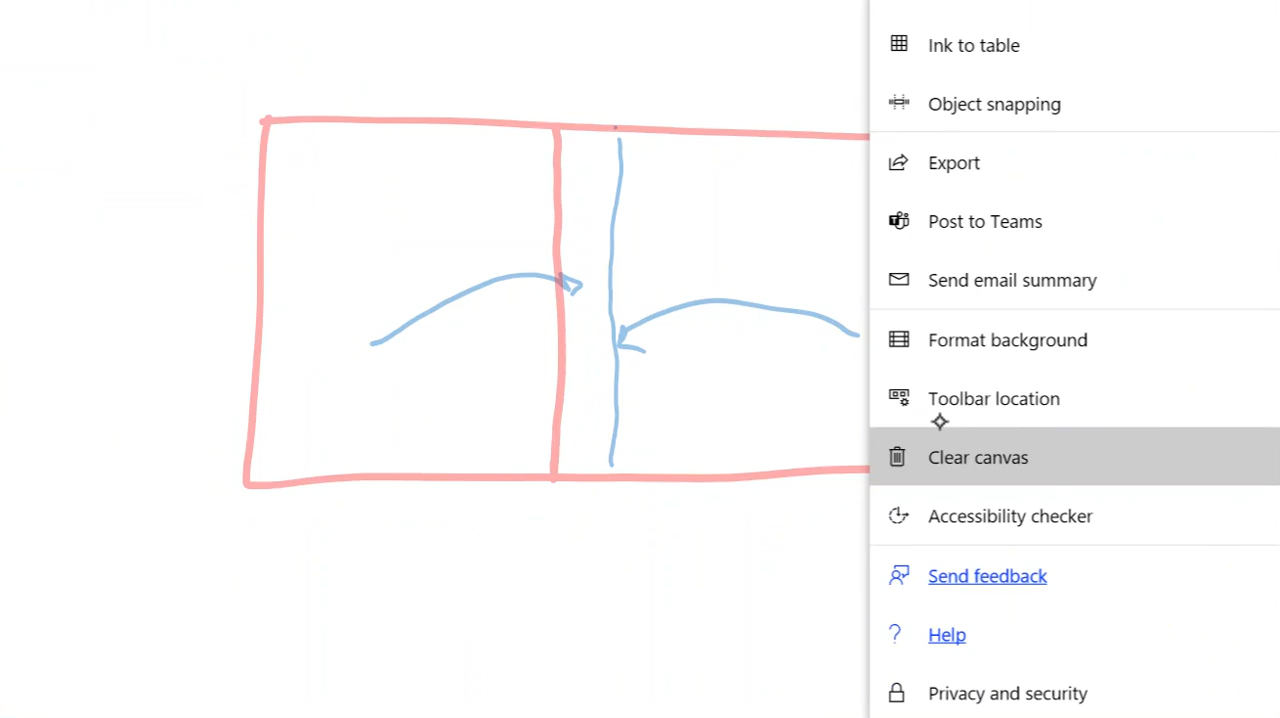 Ink to table
Object snapping
Export
Post to Teams
Send email summary
Format background
Toolbar location
Clear canvas
Accessibility checker
Send feedback
Help
Privacy and security